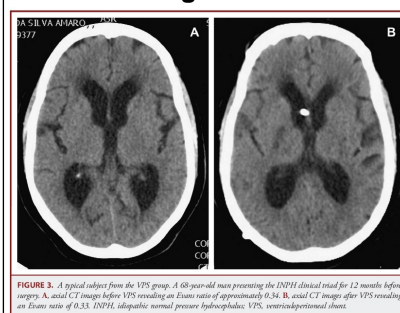 DA SILVA AMARO
ASR
9377
A
B
FIGURE 3. A typical subject from the VPS group. A 68-year-old man presenting the INPH clinical triad for 12 months before
surgery. A, axial CT images before VPS revealing an Evans ratio of approximately 0.34. B, axial CT images after VPS revealing
an Evans ratio of 0.33. INPH, idiopathic normal pressure hydrocephalus; VPS, ventriculoperitoneal shunt.